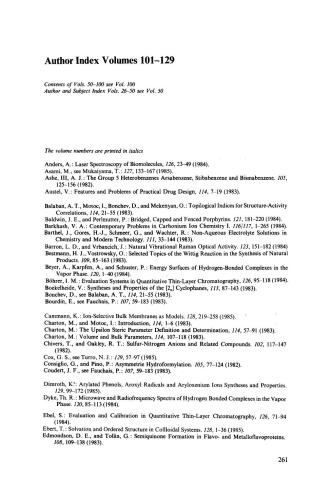 Author Index Volumes 101–129
Contents of Vols. 50–100 see Vol. 100
Author and Subject Index Vols. 26–50 see Vol. 50
The volume numbers are printed in italics
Anders, A.: Laser Spectroscopy of Biomolecules, 126, 23–49 (1984).
Asami, M., see Mukaiyama, T.: 127, 133–167 (1985).
Ashe, III, A. J.: The Group 5 Heterobenzenes Arsabenzene, Stibabenzene and Bismabenzene. 105,
125–156 (1982).
Austel, V.: Features and Problems of Practical Drug Design, 114, 7–19 (1983).
Balaban, A. T., Motoc, I., Bonchev, D., and Mekenyan, O.: Topilogical Indices for Structure-Activity
Correlations, 114, 21–55 (1983).
Baldwin, J. E., and Perlmutter, P.: Bridged, Capped and Fenced Porphyrins. 121, 181–220 (1984).
Barkhash, V. A.: Contemporary Problems in Carbonium Ion Chemistry I. 116/117, 1–265 (1984).
Barthel, J., Gores, H.-J., Schmeer, G., and Wachter, R.: Non-Aqueous Electrolyte Solutions in
Chemistry and Modern Technology. 111, 33–144 (1983).
Barron, L. D., and Vrbancich, J.: Natural Vibrational Raman Optical Activity. 123, 151–182 (1984)
Bestmann, H. J., Vostrowsky, O.: Selected Topics of the Wittig Reaction in the Synthesis of Natural
Products. 109, 85–163 (1983).
Beyer, A., Karpfen, A., and Schuster, P.: Energy Surfaces of Hydrogen-Bonded Complexes in the
Vapor Phase. 120, 1–40 (1984).
Böhrer, I. M.: Evaluation Systems in Quantitative Thin-Layer Chromatography, 126, 95–118 (1984).
Boekelheide, V.: Syntheses and Properties of the [2n] Cyclophanes, 113, 87–143 (1983).
Bonchev, D., see Balaban, A. T., 114, 21–55 (1983).
Bourdin, E., see Fauchais, P.: 107, 59–183 (1983).
Cammann, K.: Ion-Selective Bulk Membranes as Models. 128, 219–258 (1985).
Charton, M., and Motoc, I.: Introduction, 114, 1–6 (1983).
Charton, M.: The Upsilon Steric Parameter Definition and Determination, 114, 57–91 (1983).
Charton, M.: Volume and Bulk Parameters, 114, 107–118 (1983).
Chivers, T., and Oakley, R. T.: Sulfur-Nitrogen Anions and Related Compounds. 102, 117–147
(1982).
Cox, G. S., see Turro, N. J.: 129, 57–97 (1985).
Consiglio, G., and Pino, P.: Asymmetric Hydroformylation. 105, 77–124 (1982).
Coudert, J. F., see Fauchais, P.: 107, 59–183 (1983).
Dimroth, K.: Arylated Phenols, Aroxyl Radicals and Aryloxenium Ions Syntheses and Properties.
129, 99–172 (1985).
Dyke, Th. R.: Microwave and Radiofrequency Spectra of Hydrogen Bonded Complexes in the Vapor
Phase. 120, 85–113 (1984).
Ebel, S.: Evaluation and Calibration in Quantitative Thin-Layer Chromatography, 126, 71–94
(1984).
Ebert, T.: Solvation and Ordered Structure in Colloidal Systems. 128, 1–36 (1985).
Edmondson, D. E., and Tollin, G.: Semiquinone Formation in Flavo- and Metalloflavoproteins.
108, 109–138 (1983).
261